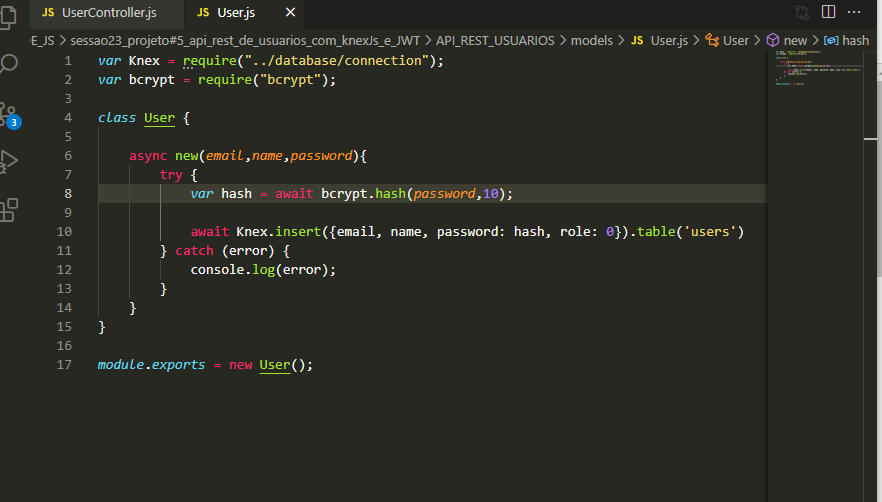 JS UserController.js JS User.js ×
DE_JS > sessao23_projeto#5_api_rest_de_usuarios_com_knexJs_e_JWT > API_REST_USUARIOS > models > JS User.js > User > new > hash
1 var Knex = require("../database/connection");
2 var bcrypt = require("bcrypt");
3
4 class User {
5
6 async new(email,name,password){
7 try {
8 var hash = await bcrypt.hash(password,10);
9
10 await Knex.insert({email, name, password: hash, role: 0}).table('users')
11 } catch (error) {
12 console.log(error);
13 }
14 }
15 }
16
17 module.exports = new User();
3